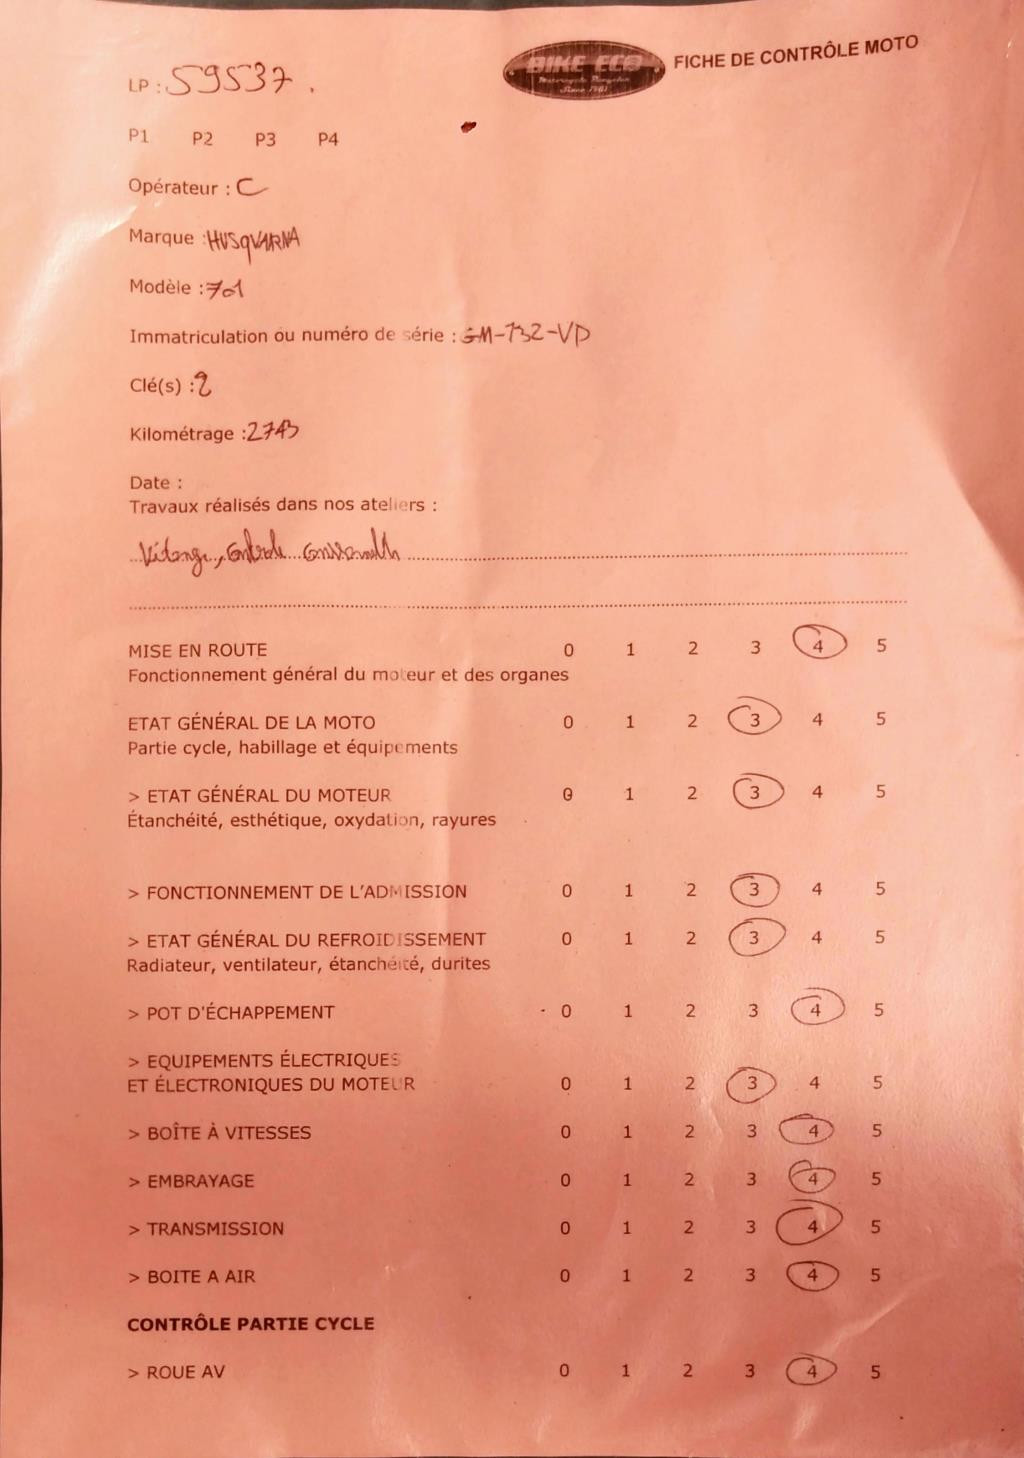 BIKE ECO
Motorcycle Recycler
Since 1981
FICHE DE CONTRÔLE MOTO
LP : 59537.
P1 P2 P3 P4
Opérateur : C
Marque : HUSQVARNA
Modèle : 701
Immatriculation ou numéro de série : GM-732-VP
Clé(s) : 2
Kilométrage : 2743
Date :
Travaux réalisés dans nos ateliers :
Vidange, Contrôle
MISE EN ROUTE 0 1 2 3 4 5
Fonctionnement général du moteur et des organes
ETAT GÉNÉRAL DE LA MOTO 0 1 2 3 4 5
Partie cycle, habillage et équipements
> ETAT GÉNÉRAL DU MOTEUR 0 1 2 3 4 5
Étanchéité, esthétique, oxydation, rayures
> FONCTIONNEMENT DE L'ADMISSION 0 1 2 3 4 5
> ETAT GÉNÉRAL DU REFROIDISSEMENT 0 1 2 3 4 5
Radiateur, ventilateur, étanchéité, durites
> POT D'ÉCHAPPEMENT 0 1 2 3 4 5
> EQUIPEMENTS ÉLECTRIQUES
ET ÉLECTRONIQUES DU MOTEUR 0 1 2 3 4 5
> BOÎTE À VITESSES 0 1 2 3 4 5
> EMBRAYAGE 0 1 2 3 4 5
> TRANSMISSION 0 1 2 3 4 5
> BOITE A AIR 0 1 2 3 4 5
CONTRÔLE PARTIE CYCLE
> ROUE AV 0 1 2 3 4 5